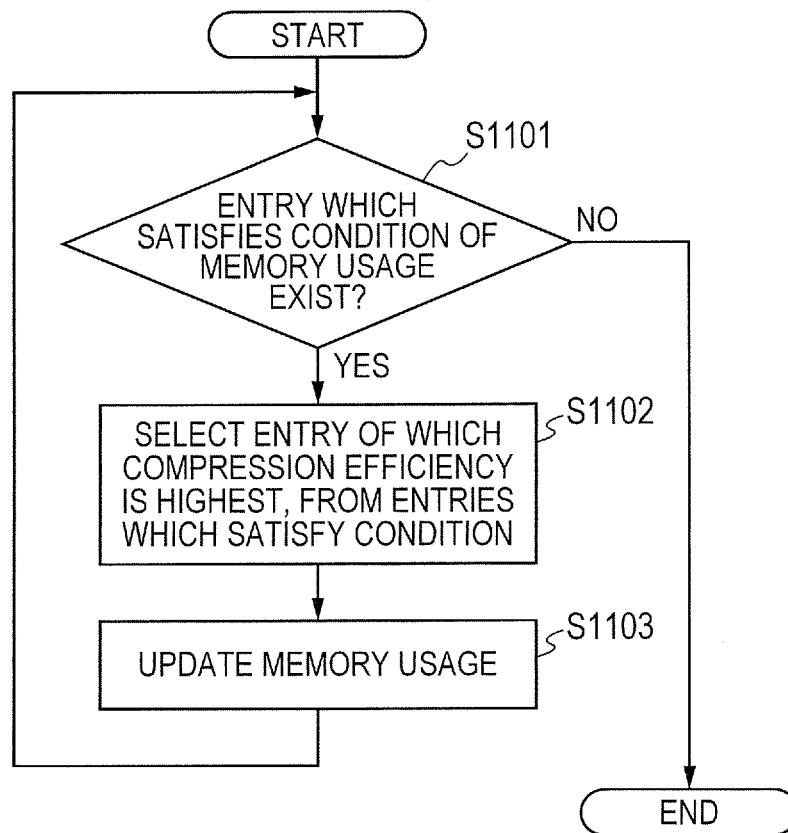 START
S1101
ENTRY WHICH
SATISFIES CONDITION OF
MEMORY USAGE
EXIST?
NO
YES
S1102
SELECT ENTRY OF WHICH
COMPRESSION EFFICIENCY
IS HIGHEST, FROM ENTRIES
WHICH SATISFY CONDITION
S1103
UPDATE MEMORY USAGE
END